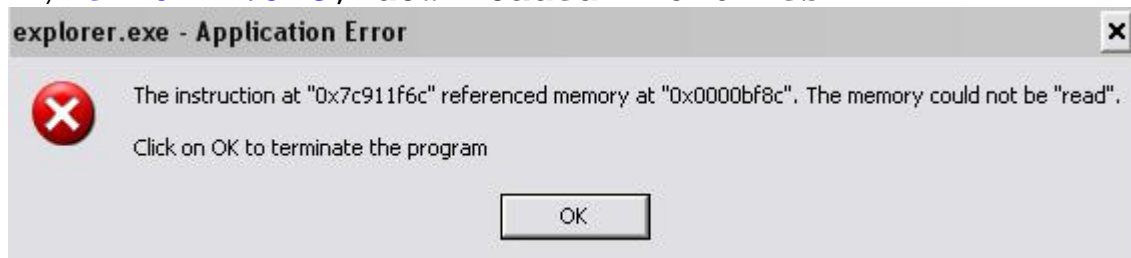 explorer.exe - Application Error
The instruction at "0x7c911f6c" referenced memory at "0x0000bf8c". The memory could not be "read".
Click on OK to terminate the program
OK